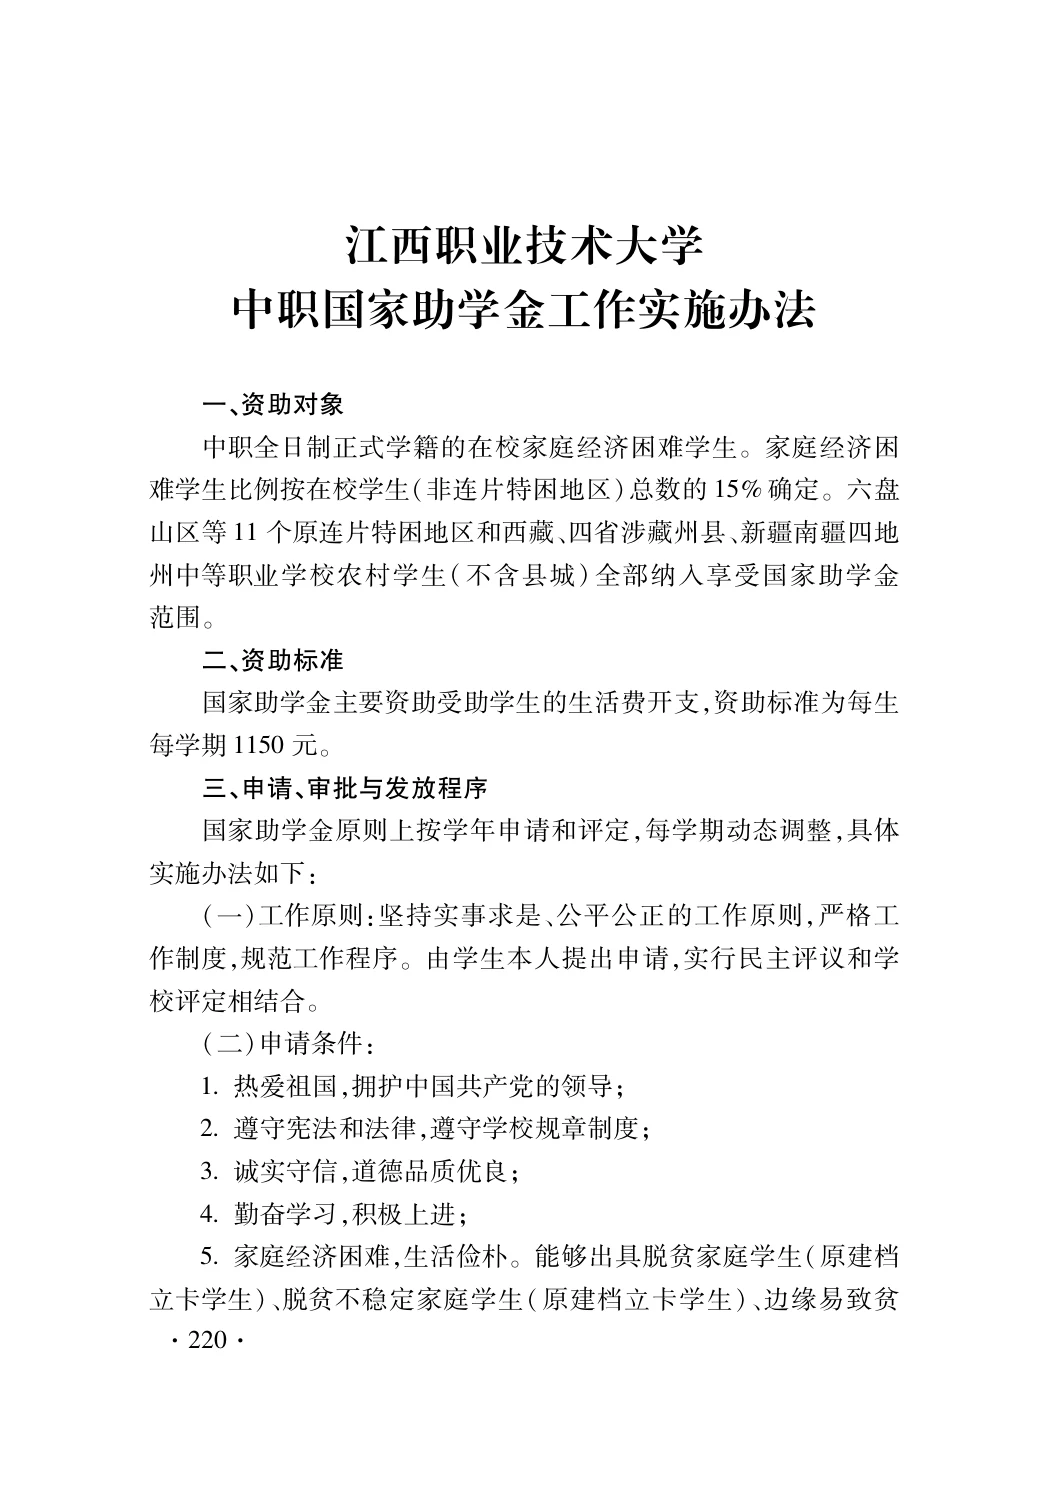 江西职业技术大学
中职国家助学金工作实施办法
一、资助对象
中职全日制正式学籍的在校家庭经济困难学生。家庭经济困
难学生比例按在校学生(非连片特困地区)总数的15%确定。六盘
山区等11 个原连片特困地区和西藏、四省涉藏州县、新疆南疆四地
州中等职业学校农村学生(不含县城)全部纳入享受国家助学金
范围。
二、资助标准
国家助学金主要资助受助学生的生活费开支,资助标准为每生
每学期1150 元。
三、申请、审批与发放程序
国家助学金原则上按学年申请和评定,每学期动态调整,具体
实施办法如下:
(一)工作原则:坚持实事求是、公平公正的工作原则,严格工
作制度,规范工作程序。由学生本人提出申请,实行民主评议和学
校评定相结合。
(二)申请条件:
1. 热爱祖国,拥护中国共产党的领导;
2. 遵守宪法和法律,遵守学校规章制度;
3. 诚实守信,道德品质优良;
4. 勤奋学习,积极上进;
5. 家庭经济困难,生活俭朴。能够出具脱贫家庭学生(原建档
立卡学生)、脱贫不稳定家庭学生(原建档立卡学生)、边缘易致贫
· 220 ·